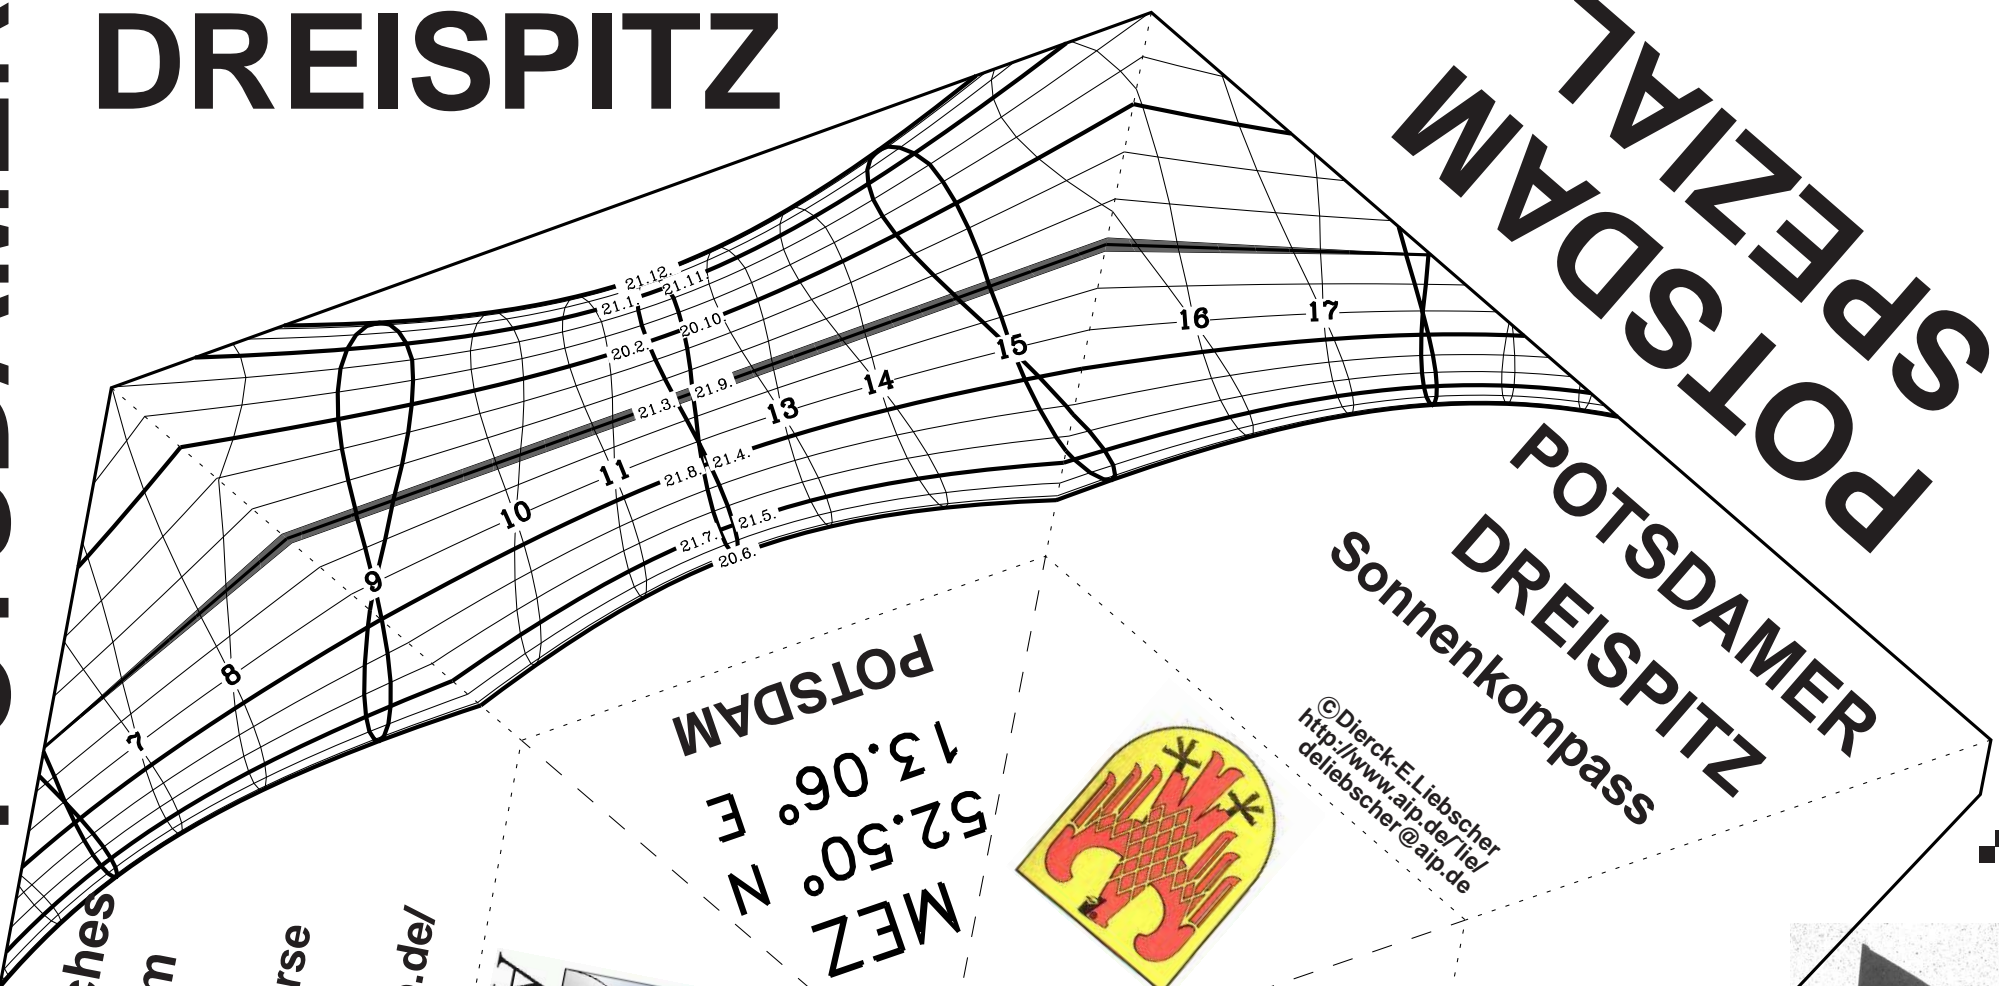 DREISPITZ
POTSDAM
SPEZIAL
21.12.
21.11.
21.1.
20.10.
20.2.
21.9.
21.3.
21.4.
21.8.
21.5.
21.7.
20.6.
7
8
9
10
11
13
14
15
16
17
POTSDAMER
DREISPITZ
Sonnenkompass
©Dierck-E.Liebscher
http://www.aip.de/~lie/
deliebscher@aip.de
POTSDAM
13.06° E
52.50° N
MEZ